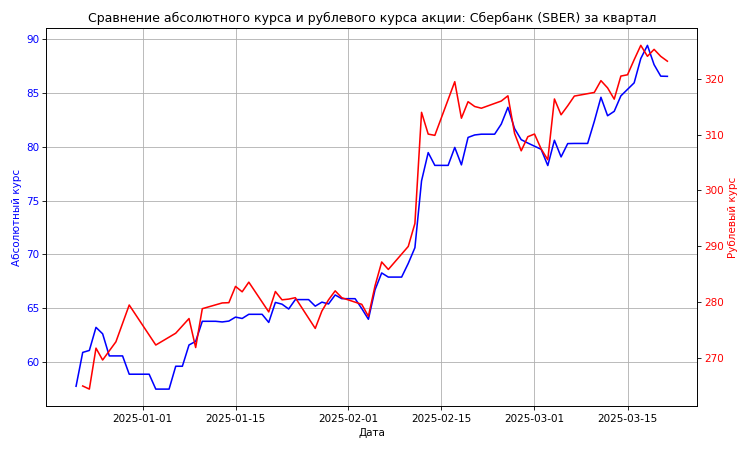 Сравнение абсолютного курса и рублевого курса акции: Сбербанк (SBER) за квартал
Абсолютный курс
90
85
80
75
70
65
60
320
310
300
290
280
270
Рублевый курс
2025-01-01 2025-01-15 2025-02-01 2025-02-15 2025-03-01 2025-03-15
Дата